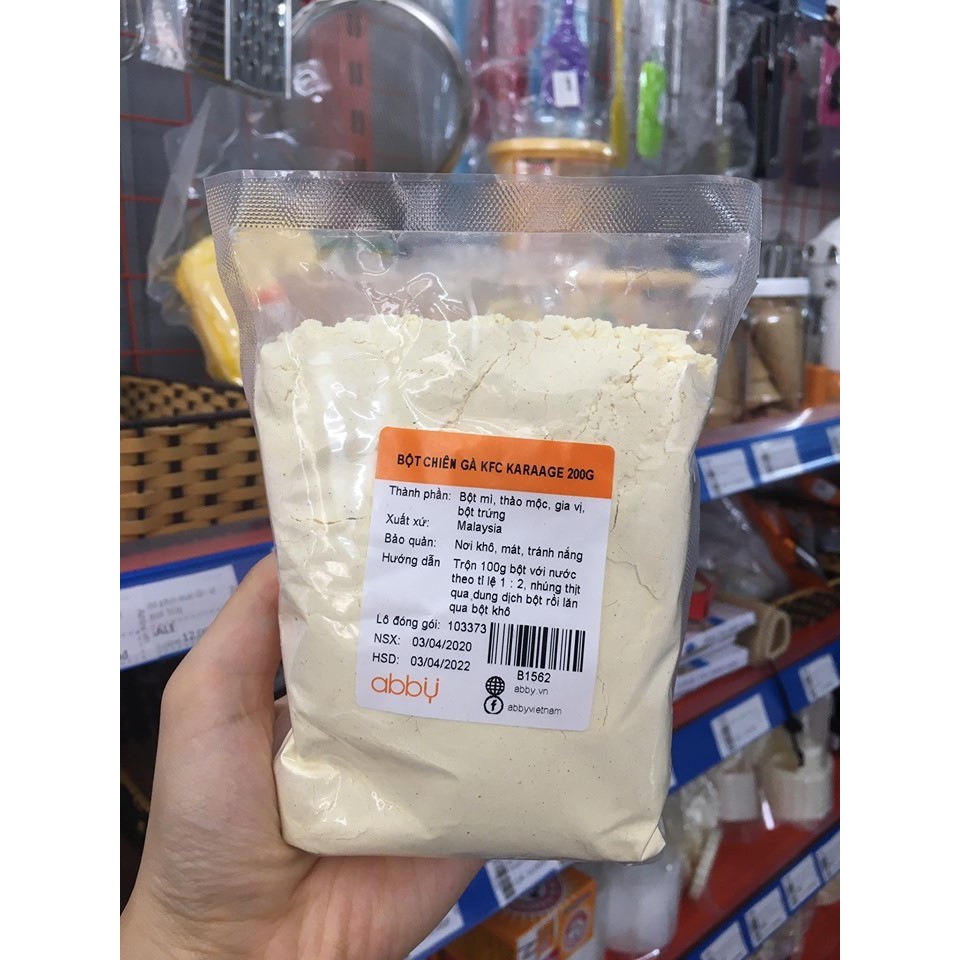 BỘT CHIÊN GÀ KFC KARAAGE 200G
Thành phần: Bột mì, thảo mộc, gia vị,
bột trứng
Xuất xứ: Malaysia
Bảo quản: Nơi khô, mát, tránh nắng
Hướng dẫn Trộn 100g bột với nước
theo tỉ lệ 1 : 2, nhúng thịt
qua dung dịch bột rồi lăn
qua bột khô
Lô đóng gói: 103373
NSX: 03/04/2020
HSD: 03/04/2022
B1562
abby
abby.vn
abbyvietnam